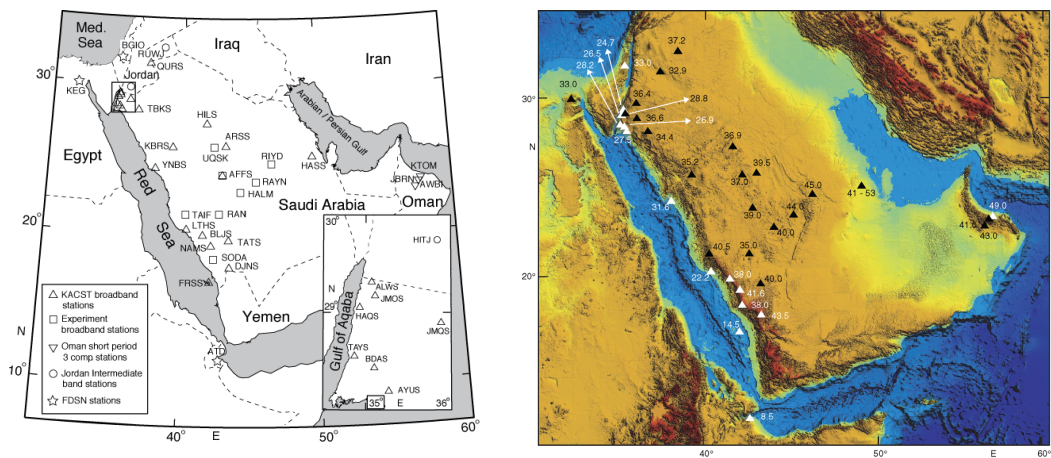 Med.
Sea
BGIO
RUWJ
QURS
Iraq
Iran
30°
Jordan
KEG
TBKS
Arabian / Persian Gulf
HILS
Egypt
KBRS
ARSS
UQSK
YNBS
RIYD
HASS
AFFS
RAYN
HALM
KTOM
JBRN
AWBI
Oman
Red
Sea
Saudi Arabia
20°
TAIF
RAN
LTHS
BLJS
NAMS
TATS
SODA
DJNS
FRSS
Yemen
ATD
N
10°
KACST broadband
stations
Experiment
broadband stations
Oman short period
3 comp stations
Jordan Intermediate
band stations
FDSN stations
30°
HITJ
N
29°
ALWS
JMOS
HAQS
JMQS
Gulf of Aqaba
TAYS
BDAS
AYUS
35°
E
36°
40°
E
50°
60°
24.7
26.5
28.2
33.0
37.2
32.9
33.0
30°
36.4
28.8
36.6
26.9
27.5
34.4
N
36.9
35.2
39.5
37.0
41 - 53
45.0
31.6
39.0
44.0
40.0
49.0
41.0
43.0
40.5
35.0
20°
22.2
38.0
40.0
41.6
38.0
43.5
14.5
8.5
40°
50°
E
60°